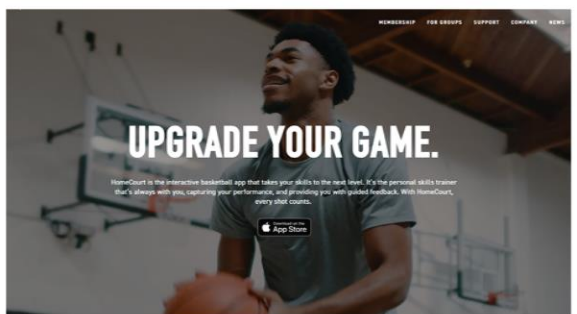 MEMBERSHIP FOR GROUPS SUPPORT COMPANY NEWS
UPGRADE YOUR GAME.
HomeCourt is the interactive basketball app that takes your skills to the next level. It's the personal skills trainer
that's always with you, capturing your performance, and providing you with guided feedback. With HomeCourt,
every shot counts.
Download on the
App Store